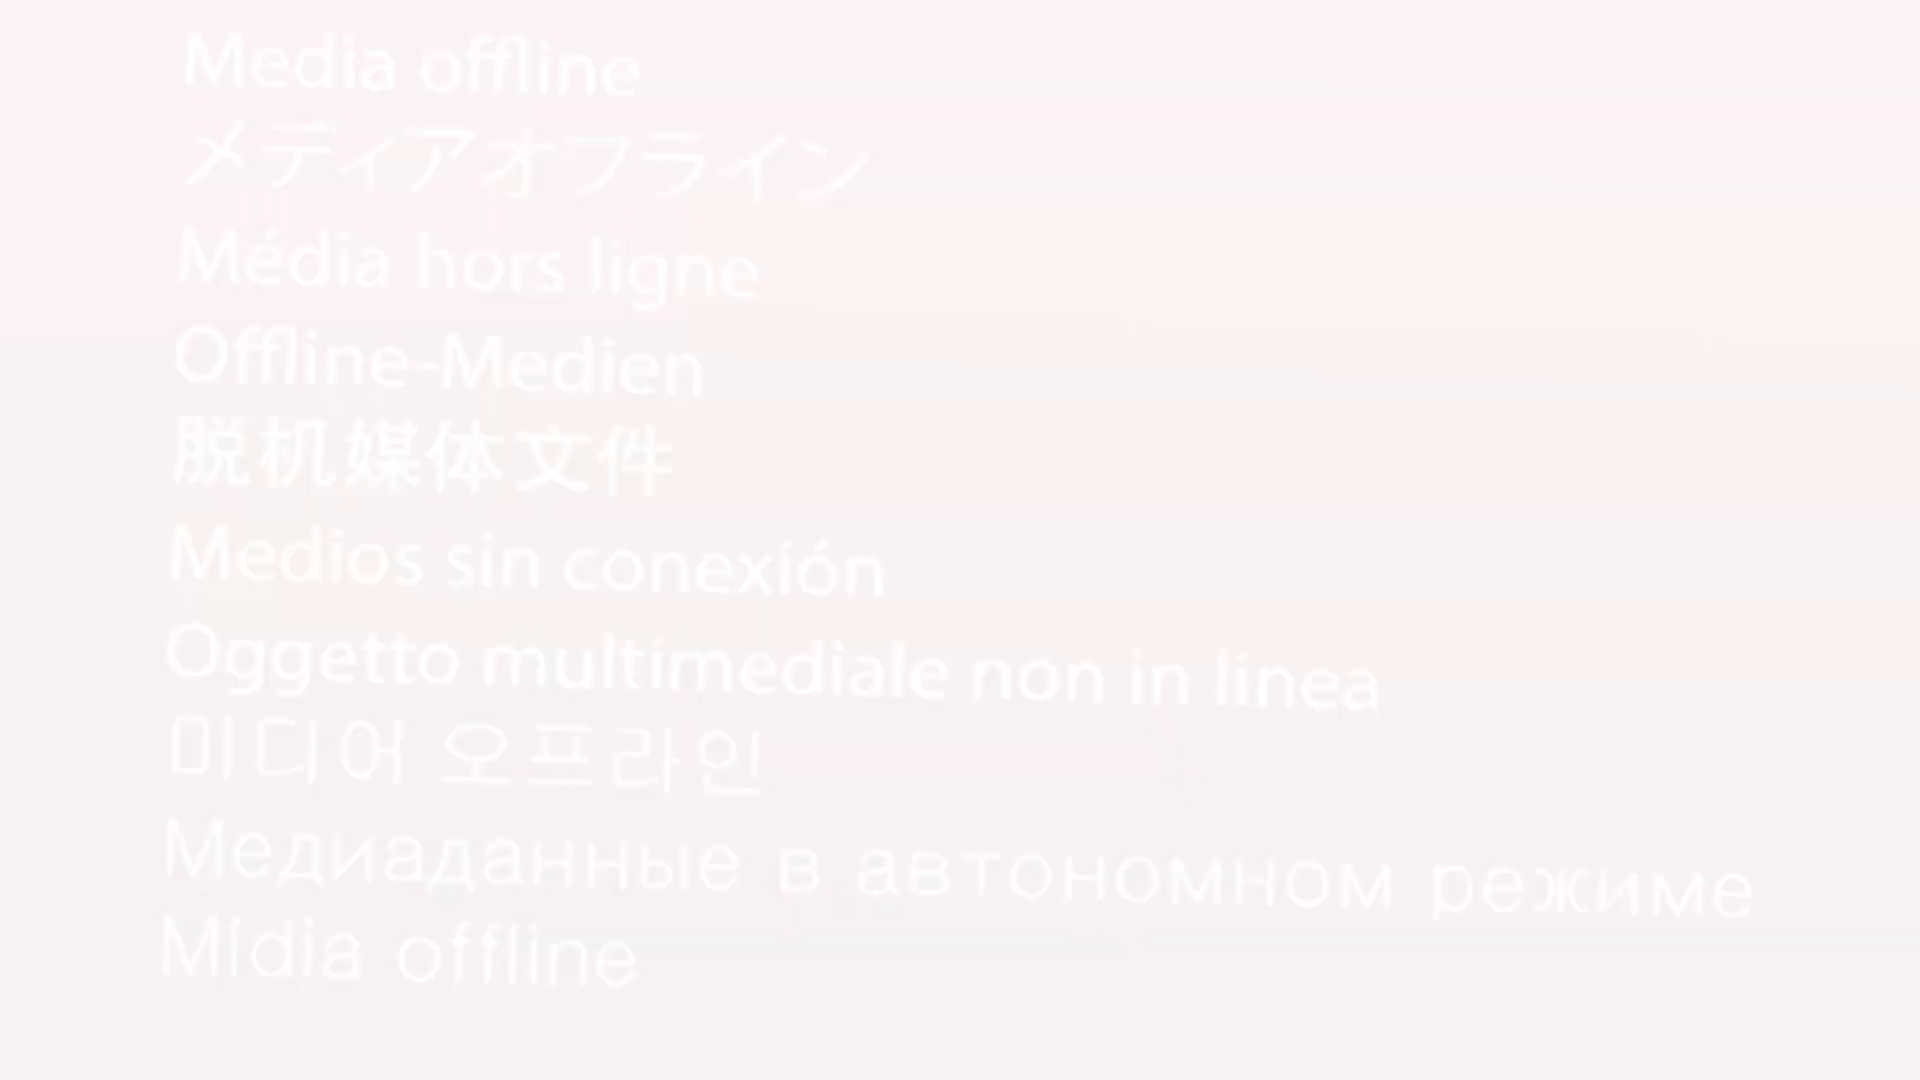 Media offline
メディアオフライン
Média hors ligne
Offline-Medien
脱机媒体文件
Medios sin conexión
Oggetto multimediale non in linea
미디어 오프라인
Медиаданные в автономном режиме
Mídia offline